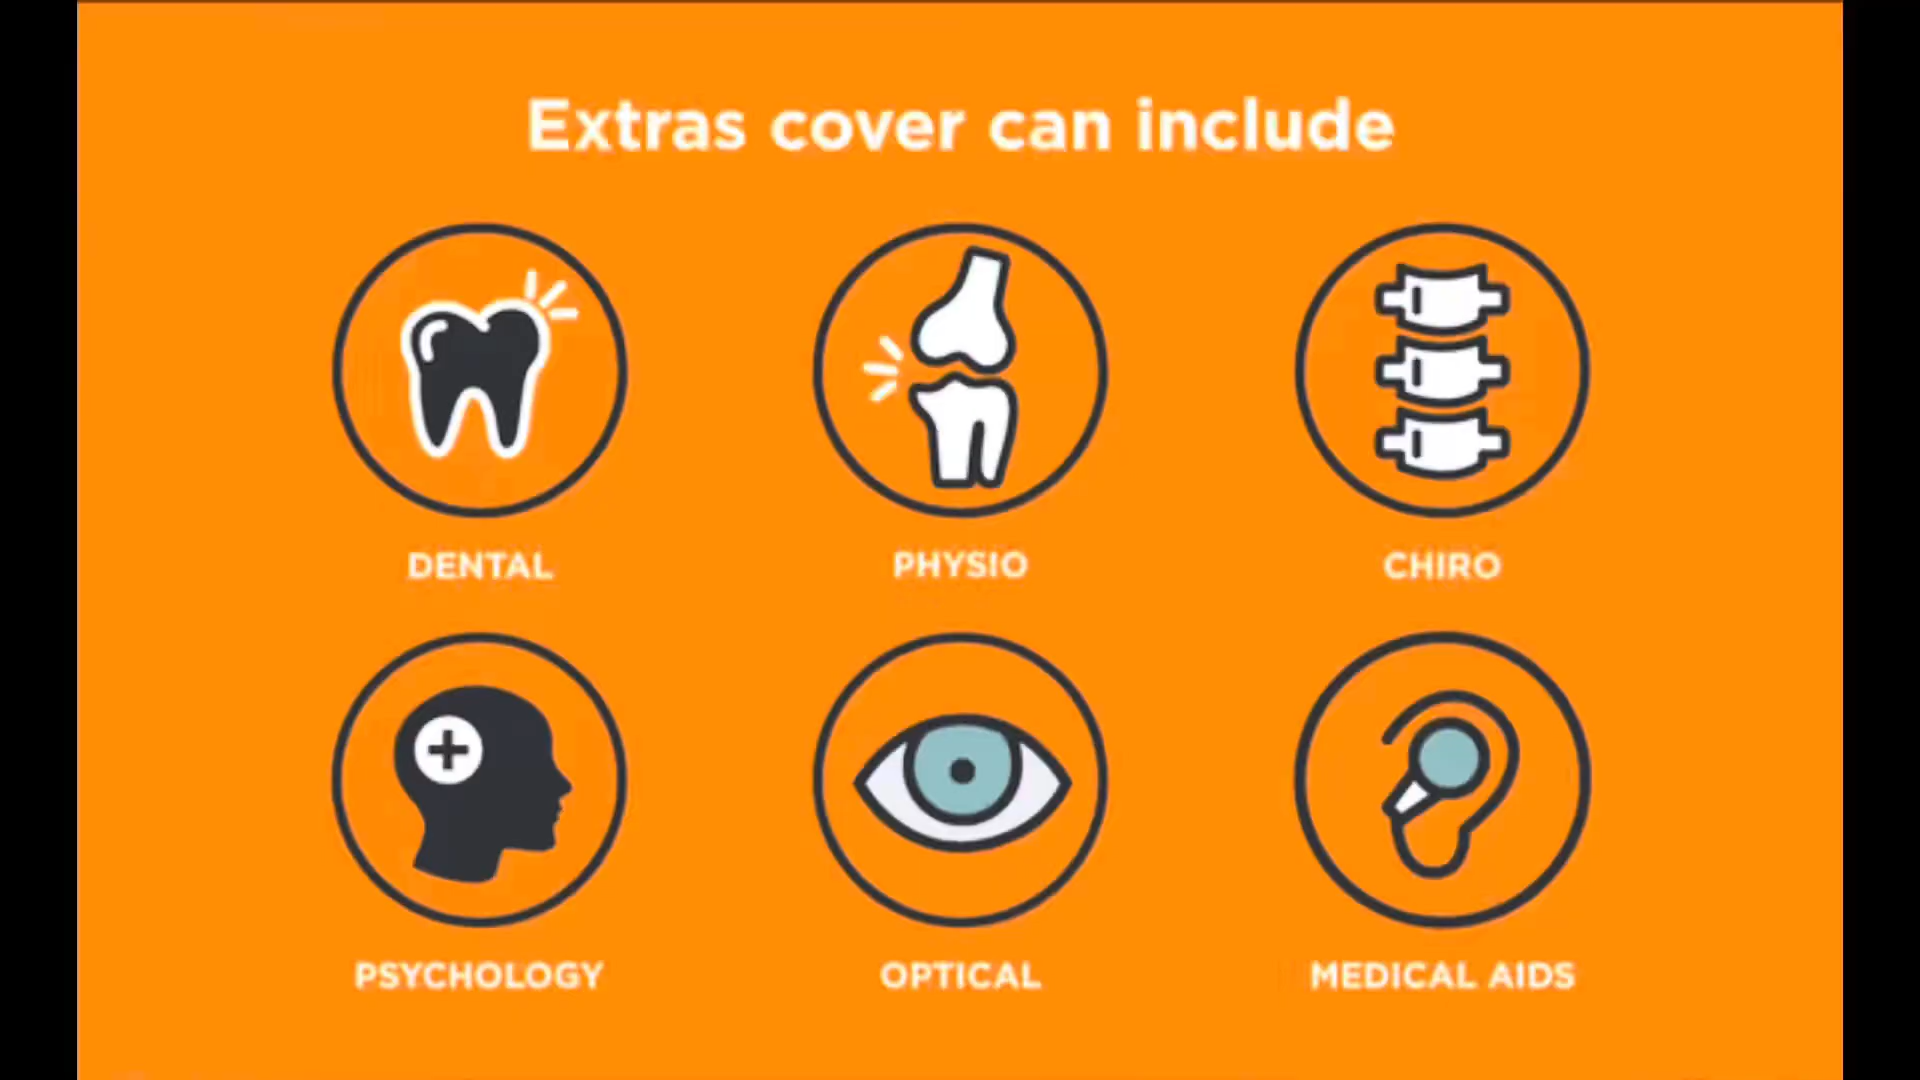 Extras cover can include
DENTAL
PHYSIO
CHIRO
PSYCHOLOGY
OPTICAL
MEDICAL AIDS